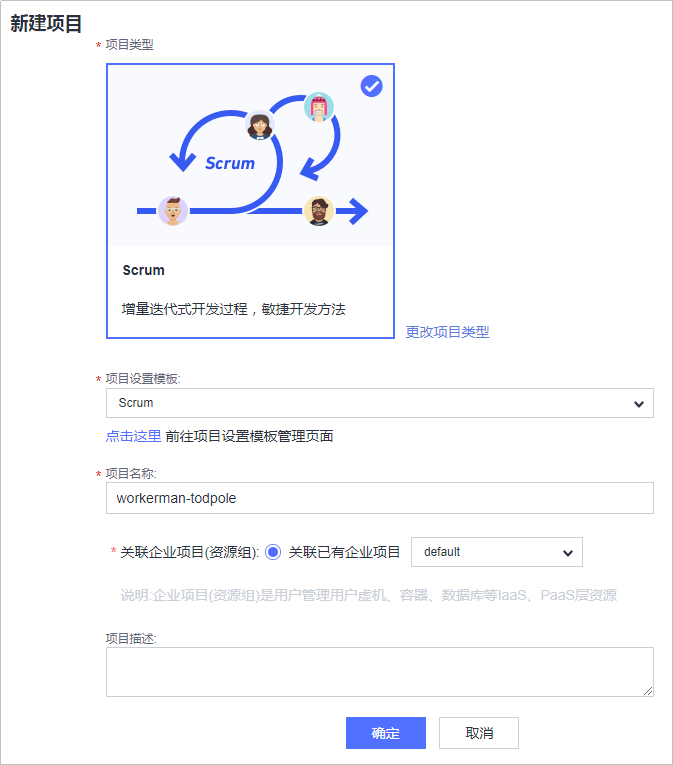 新建项目
* 项目类型
Scrum
Scrum
增量迭代式开发过程，敏捷开发方法
更改项目类型
* 项目设置模板:
Scrum
点击这里 前往项目设置模板管理页面
* 项目名称:
workerman-todpole
* 关联企业项目(资源组): 关联已有企业项目 default
说明:企业项目(资源组)是用户管理用户虚机、容器、数据库等IaaS、PaaS层资源
项目描述:
确定 取消